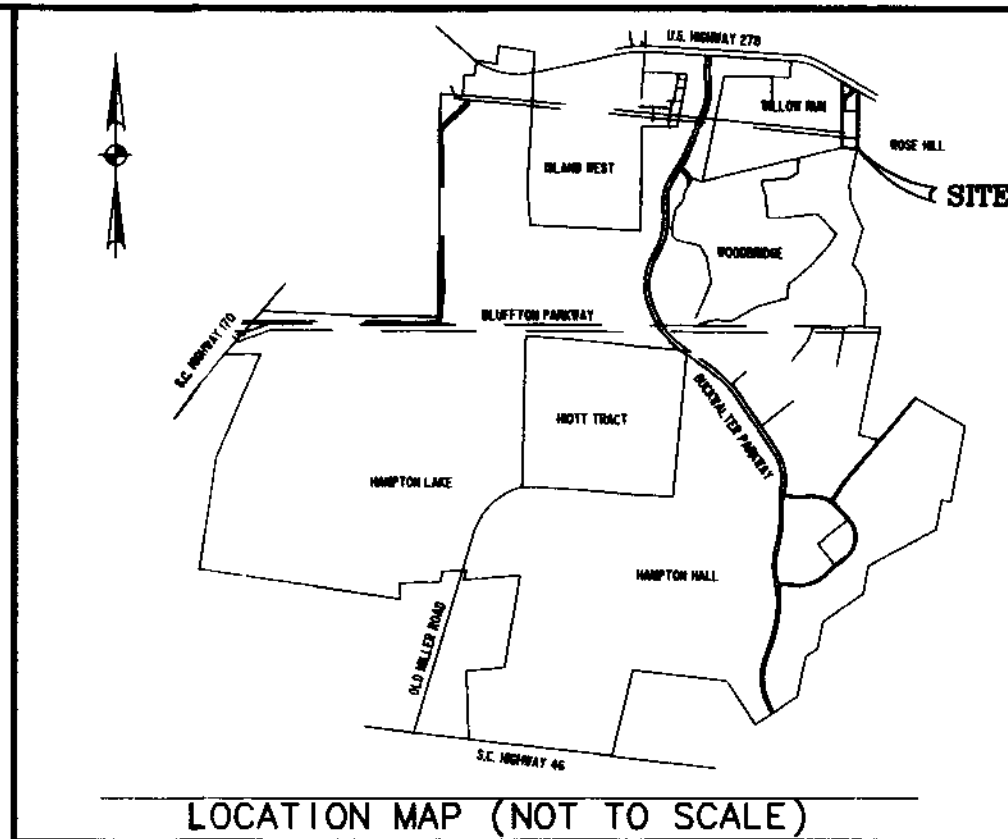 U.S. HIGHWAY 278
WILLOW RUN
ROSE HILL
ISLAND WEST
SITE
WOODBRIDGE
BLUFFTON PARKWAY
S.C. HIGHWAY 170
BUCKWALTER PARKWAY
HIOTT TRACT
HAMPTON LAKE
HAMPTON HALL
OLD MILLER ROAD
S.C. HIGHWAY 46
LOCATION MAP (NOT TO SCALE)